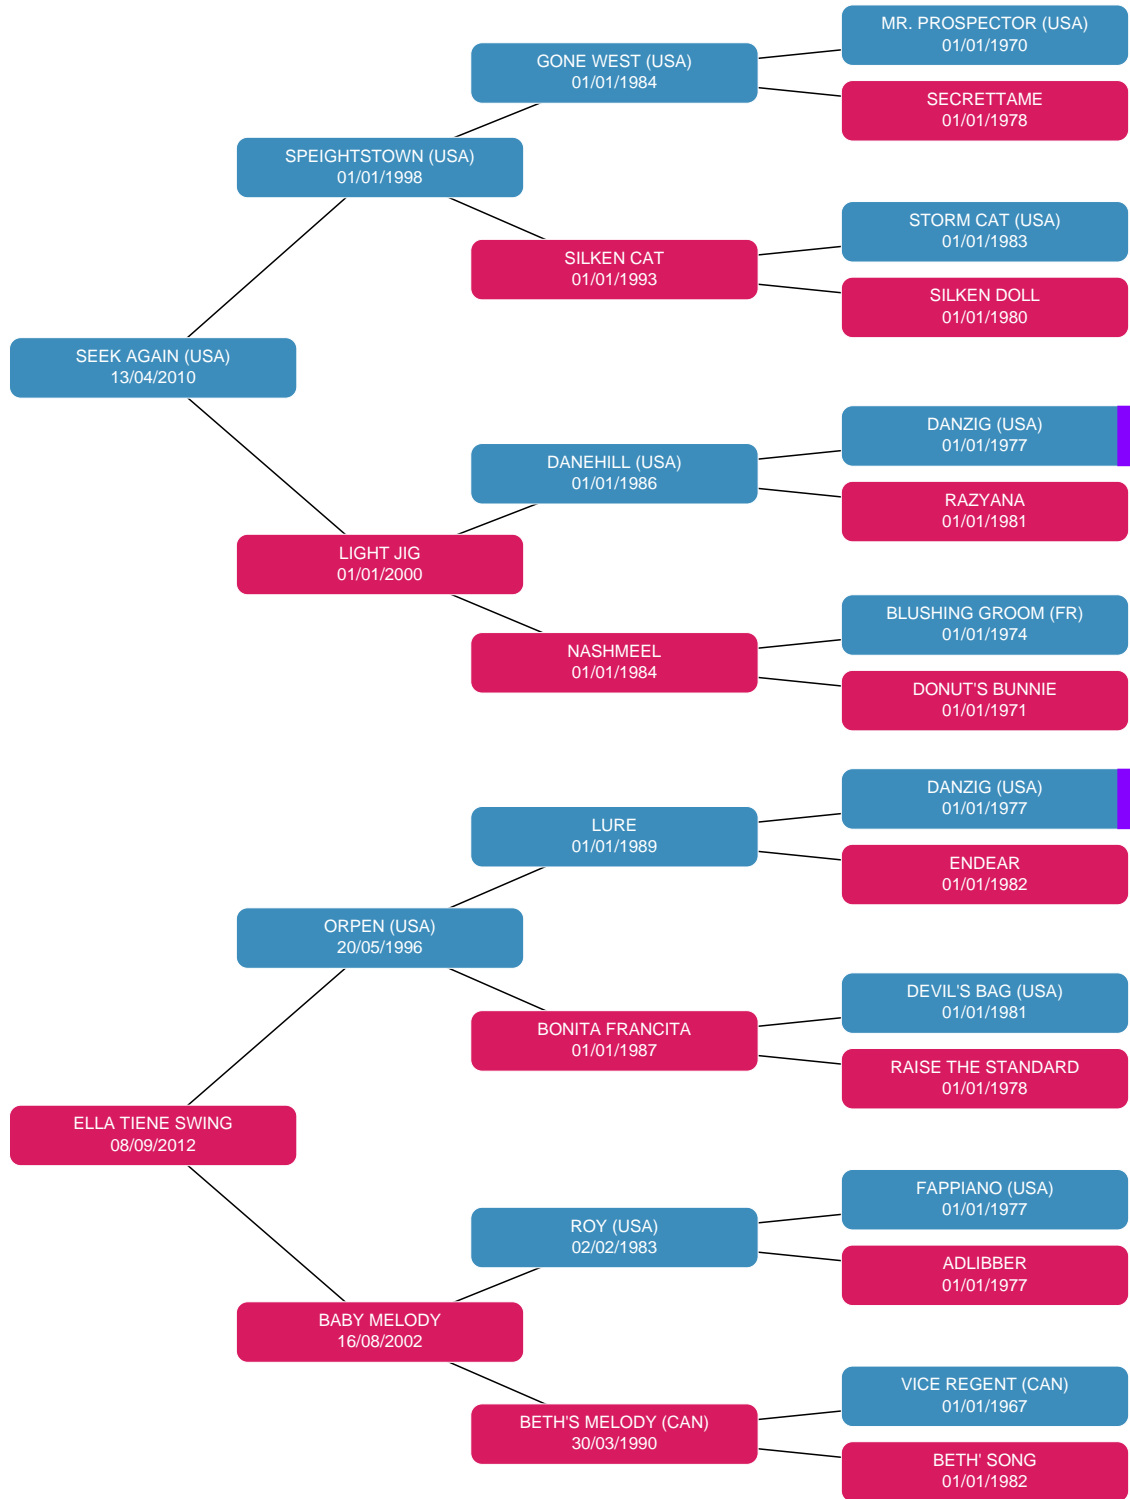 MR. PROSPECTOR (USA)
01/01/1970
GONE WEST (USA)
01/01/1984
SECRETTAME
01/01/1978
SPEIGHTSTOWN (USA)
01/01/1998
STORM CAT (USA)
01/01/1983
SILKEN CAT
01/01/1993
SILKEN DOLL
01/01/1980
SEEK AGAIN (USA)
13/04/2010
DANZIG (USA)
01/01/1977
DANEHILL (USA)
01/01/1986
RAZYANA
01/01/1981
LIGHT JIG
01/01/2000
BLUSHING GROOM (FR)
01/01/1974
NASHMEEL
01/01/1984
DONUT'S BUNNIE
01/01/1971
DANZIG (USA)
01/01/1977
LURE
01/01/1989
ENDEAR
01/01/1982
ORPEN (USA)
20/05/1996
DEVIL'S BAG (USA)
01/01/1981
BONITA FRANCITA
01/01/1987
RAISE THE STANDARD
01/01/1978
ELLA TIENE SWING
08/09/2012
FAPPIANO (USA)
01/01/1977
ROY (USA)
02/02/1983
ADLIBBER
01/01/1977
BABY MELODY
16/08/2002
VICE REGENT (CAN)
01/01/1967
BETH'S MELODY (CAN)
30/03/1990
BETH' SONG
01/01/1982